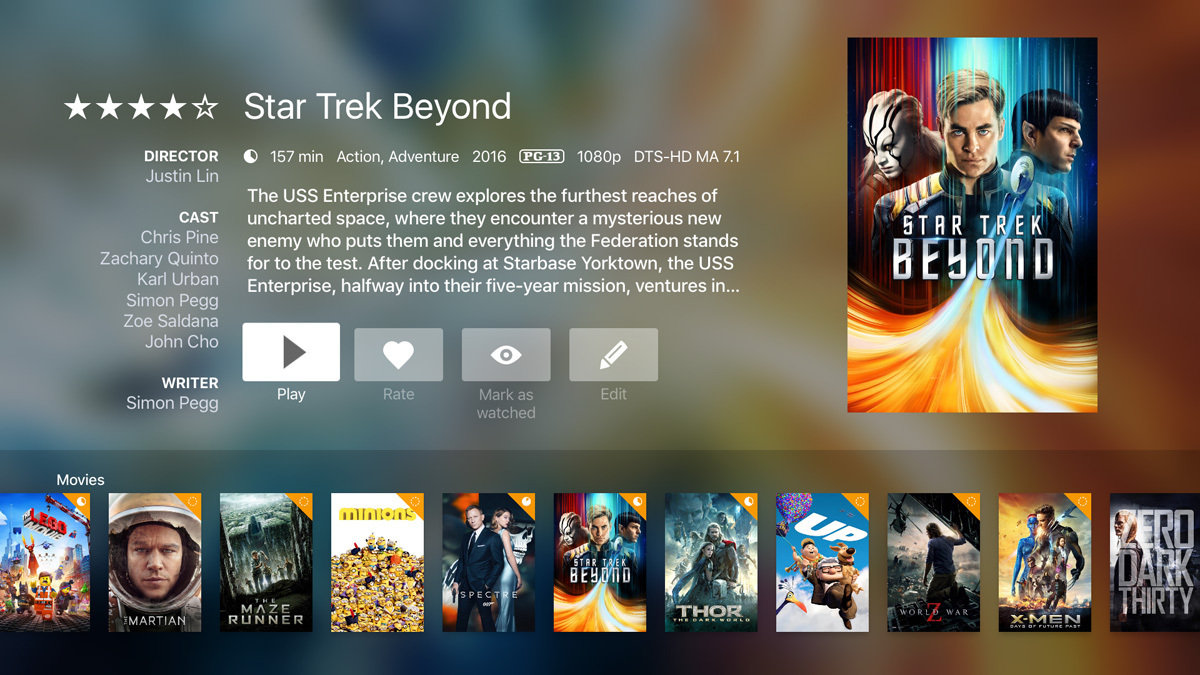 Star Trek Beyond
DIRECTOR
Justin Lin
CAST
Chris Pine
Zachary Quinto
Karl Urban
Simon Pegg
Zoe Saldana
John Cho
WRITER
Simon Pegg
157 min Action, Adventure 2016 PG-13 1080p DTS-HD MA 7.1
The USS Enterprise crew explores the furthest reaches of
uncharted space, where they encounter a mysterious new
enemy who puts them and everything the Federation stands
for to the test. After docking at Starbase Yorktown, the USS
Enterprise, halfway into their five-year mission, ventures in...
Play
Rate
Mark as
watched
Edit
STAR TREK
BEYOND
Movies
LEGO
THE MARTIAN
THE
MAZE
RUNNER
minions
SPECTRE
007
STAR TREK
BEYOND
THOR
THE DARK WORLD
UP
WORLD WAR
Z
X-MEN
DAYS OF FUTURE PAST
ZERO
DARK
THIRTY